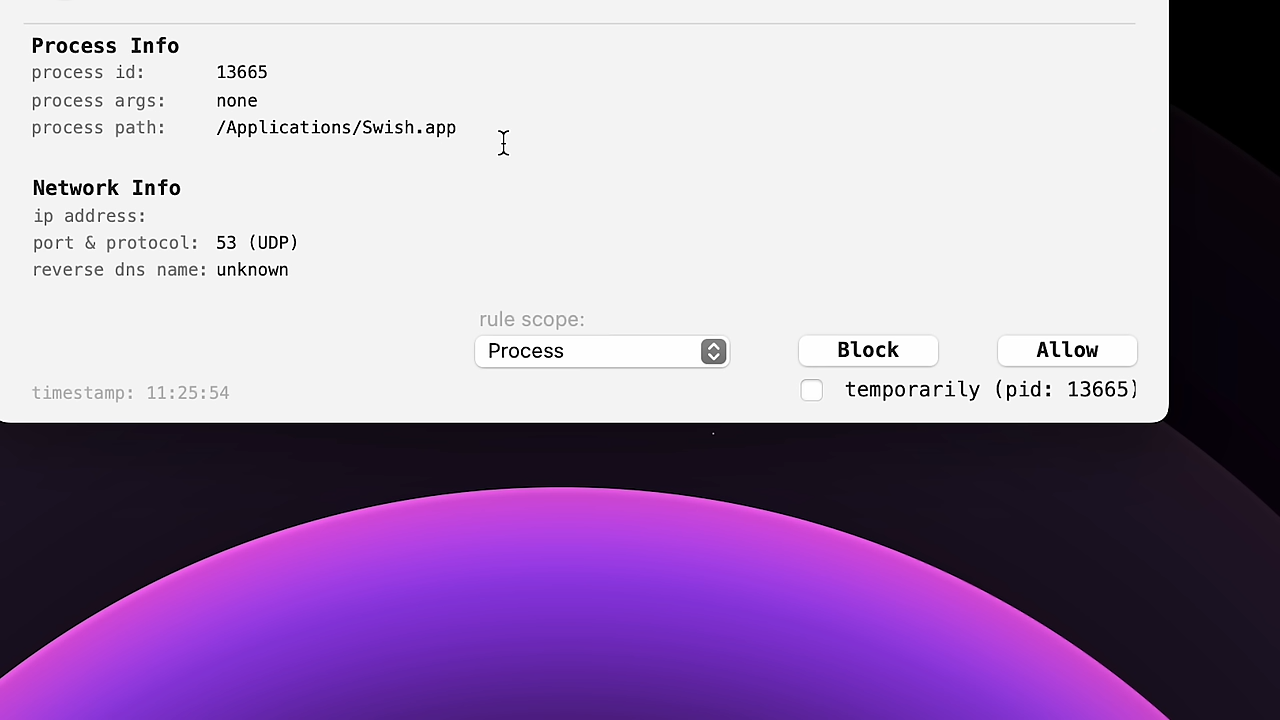 Process Info
process id: 13665
process args: none
process path: /Applications/Swish.app
Network Info
ip address:
port & protocol: 53 (UDP)
reverse dns name: unknown
rule scope:
Process
Block
Allow
timestamp: 11:25:54
temporarily (pid: 13665)